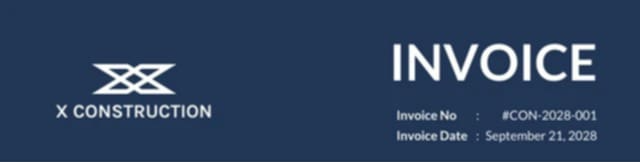 INVOICE
X CONSTRUCTION
Invoice No : #CON-2028-001
Invoice Date : September 21, 2028